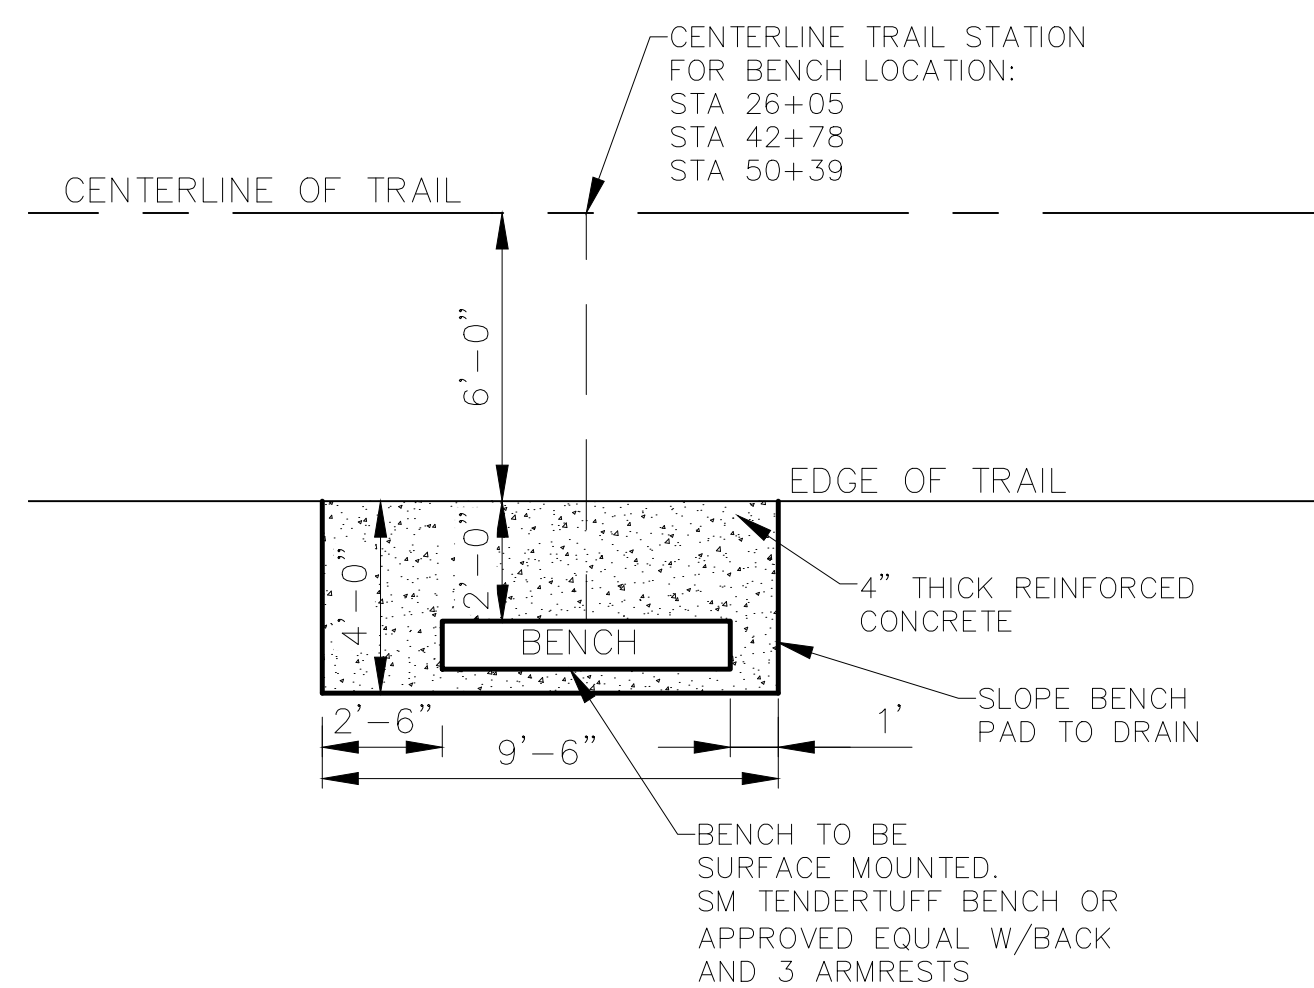 CENTERLINE TRAIL STATION
FOR BENCH LOCATION:
STA 26+05
STA 42+78
STA 50+39
CENTERLINE OF TRAIL
6'-0"
EDGE OF TRAIL
2'-0"
4'-0"
4" THICK REINFORCED
CONCRETE
BENCH
SLOPE BENCH
PAD TO DRAIN
2'-6"
1'
9'-6"
BENCH TO BE
SURFACE MOUNTED.
SM TENDERTUFF BENCH OR
APPROVED EQUAL W/BACK
AND 3 ARMRESTS